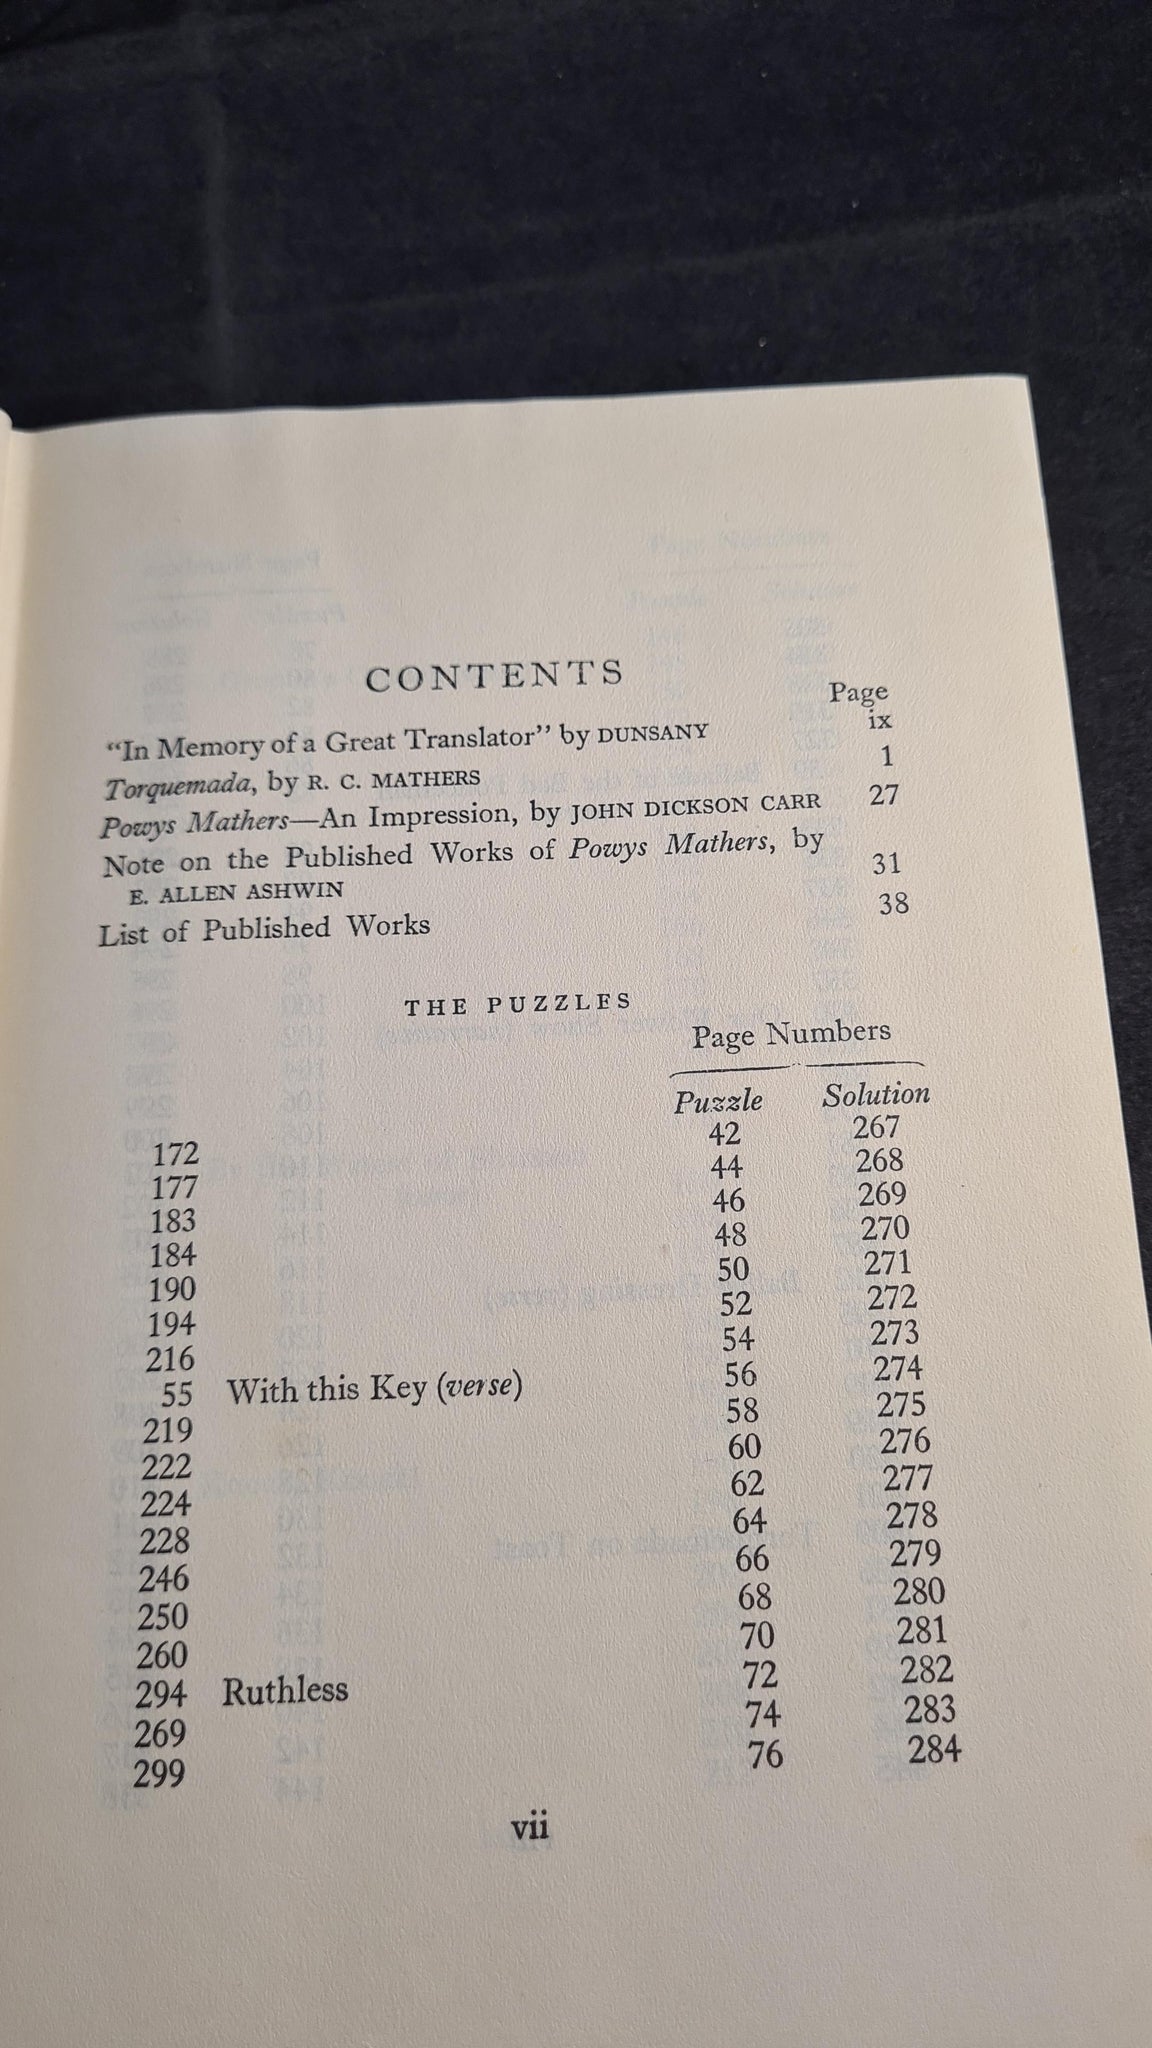 CONTENTS
Page
"In Memory of a Great Translator" by DUNSANY ix
Torquemada, by R. C. MATHERS 1
Powys Mathers—An Impression, by JOHN DICKSON CARR 27
Note on the Published Works of Powys Mathers, by
E. ALLEN ASHWIN 31
List of Published Works 38
THE PUZZLES
Page Numbers
Puzzle Solution
172 42 267
177 44 268
183 46 269
184 48 270
190 50 271
194 52 272
216 54 273
55 With this Key (verse) 56 274
219 58 275
222 60 276
224 62 277
228 64 278
246 66 279
250 68 280
260 70 281
294 Ruthless 72 282
269 74 283
299 76 284
vii